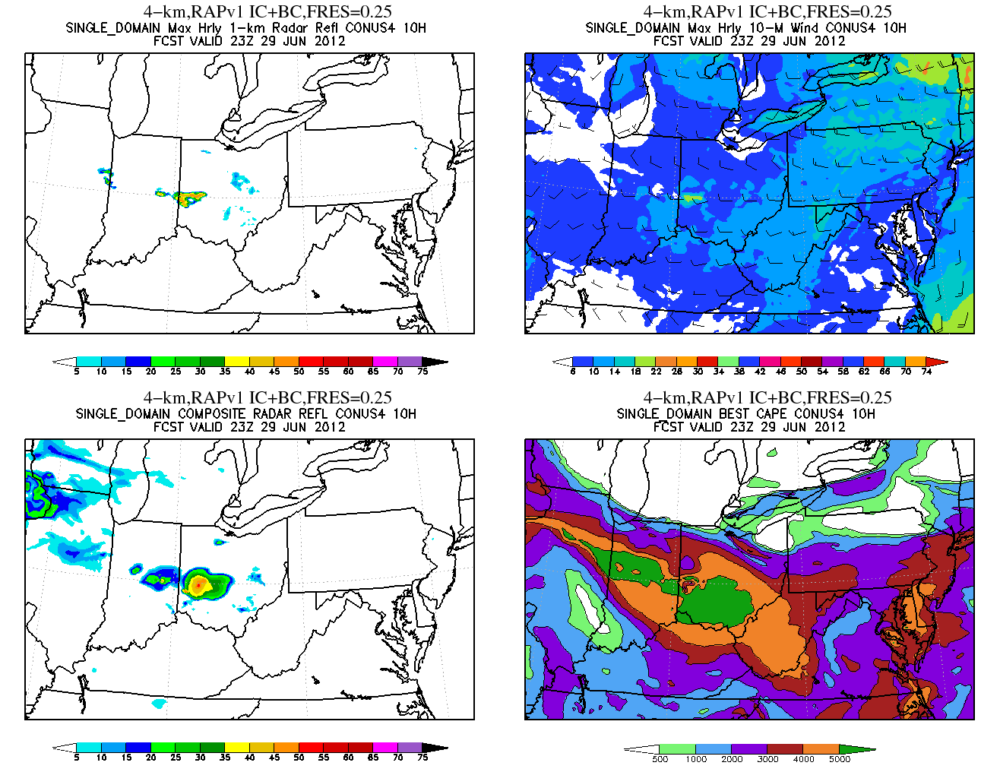 4-km,RAPv1 IC+BC,FRES=0.25
SINGLE_DOMAIN Max Hrly 1-km Radar Refl CONUS4 10H
FCST VALID 23Z 29 JUN 2012
5 10 15 20 25 30 35 40 45 50 55 60 65 70 75
4-km,RAPv1 IC+BC,FRES=0.25
SINGLE_DOMAIN Max Hrly 10-M Wind CONUS4 10H
FCST VALID 23Z 29 JUN 2012
6 10 14 18 22 26 30 34 38 42 46 50 54 58 62 66 70 74
4-km,RAPv1 IC+BC,FRES=0.25
SINGLE_DOMAIN COMPOSITE RADAR REFL CONUS4 10H
FCST VALID 23Z 29 JUN 2012
5 10 15 20 25 30 35 40 45 50 55 60 65 70 75
4-km,RAPv1 IC+BC,FRES=0.25
SINGLE_DOMAIN BEST CAPE CONUS4 10H
FCST VALID 23Z 29 JUN 2012
500 1000 2000 3000 4000 5000